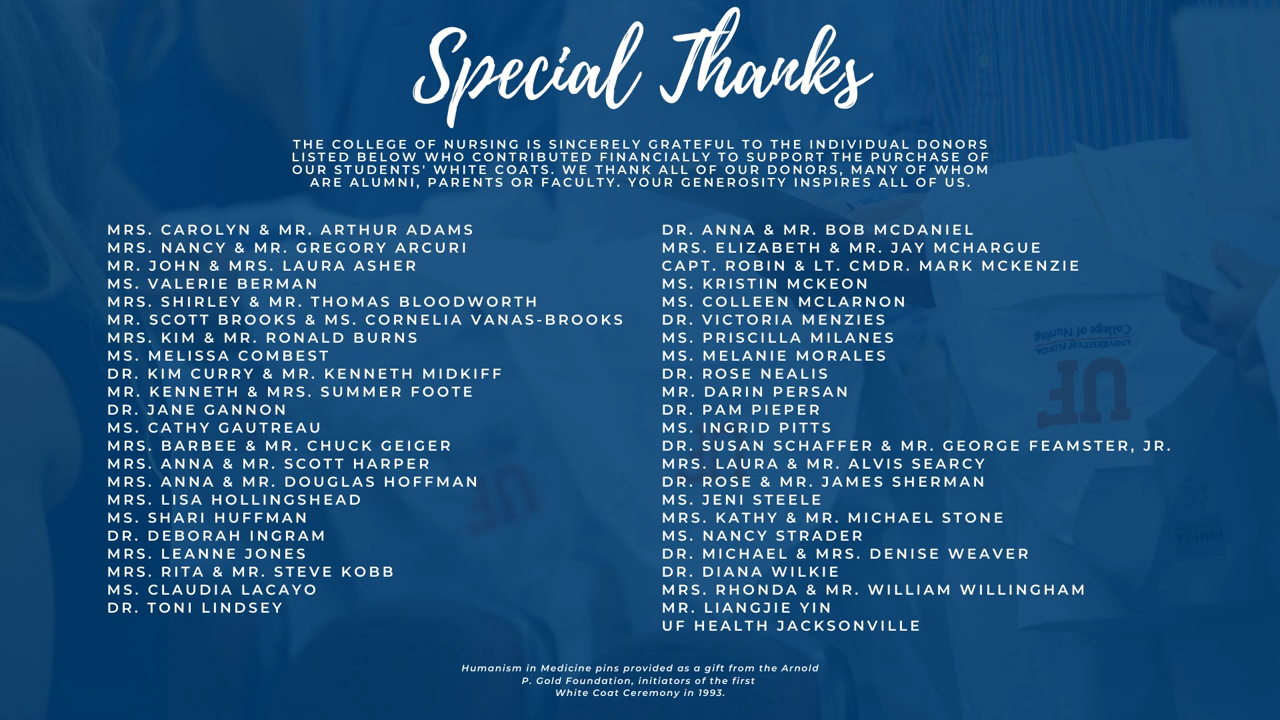 Special Thanks
THE COLLEGE OF NURSING IS SINCERELY GRATEFUL TO THE INDIVIDUAL DONORS
LISTED BELOW WHO CONTRIBUTED FINANCIALLY TO SUPPORT THE PURCHASE OF
OUR STUDENTS' WHITE COATS. WE THANK ALL OF OUR DONORS, MANY OF WHOM
ARE ALUMNI, PARENTS OR FACULTY. YOUR GENEROSITY INSPIRES ALL OF US.
MRS. CAROLYN & MR. ARTHUR ADAMS
MRS. NANCY & MR. GREGORY ARCURI
MR. JOHN & MRS. LAURA ASHER
MS. VALERIE BERMAN
MRS. SHIRLEY & MR. THOMAS BLOODWORTH
MR. SCOTT BROOKS & MS. CORNELIA VANAS-BROOKS
MRS. KIM & MR. RONALD BURNS
MS. MELISSA COMBEST
DR. KIM CURRY & MR. KENNETH MIDKIFF
MR. KENNETH & MRS. SUMMER FOOTE
DR. JANE GANNON
MS. CATHY GAUTREAU
MRS. BARBEE & MR. CHUCK GEIGER
MRS. ANNA & MR. SCOTT HARPER
MRS. ANNA & MR. DOUGLAS HOFFMAN
MRS. LISA HOLLINGSHEAD
MS. SHARI HUFFMAN
DR. DEBORAH INGRAM
MRS. LEANNE JONES
MRS. RITA & MR. STEVE KOBB
MS. CLAUDIA LACAYO
DR. TONI LINDSEY
DR. ANNA & MR. BOB MCDANIEL
MRS. ELIZABETH & MR. JAY MCHARGUE
CAPT. ROBIN & LT. CMDR. MARK MCKENZIE
MS. KRISTIN MCKEON
MS. COLLEEN MCLARNON
DR. VICTORIA MENZIES
MS. PRISCILLA MILANES
MS. MELANIE MORALES
DR. ROSE NEALIS
MR. DARIN PERSAN
DR. PAM PIEPER
MS. INGRID PITTS
DR. SUSAN SCHAFFER & MR. GEORGE FEAMSTER, JR.
MRS. LAURA & MR. ALVIS SEARCY
DR. ROSE & MR. JAMES SHERMAN
MS. JENI STEELE
MRS. KATHY & MR. MICHAEL STONE
MS. NANCY STRADER
DR. MICHAEL & MRS. DENISE WEAVER
DR. DIANA WILKIE
MRS. RHONDA & MR. WILLIAM WILLINGHAM
MR. LIANGJIE YIN
UF HEALTH JACKSONVILLE
UF
College of Nursing
UNIVERSITY of FLORIDA
UF
Humanism in Medicine pins provided as a gift from the Arnold
P. Gold Foundation, initiators of the first
White Coat Ceremony in 1993.